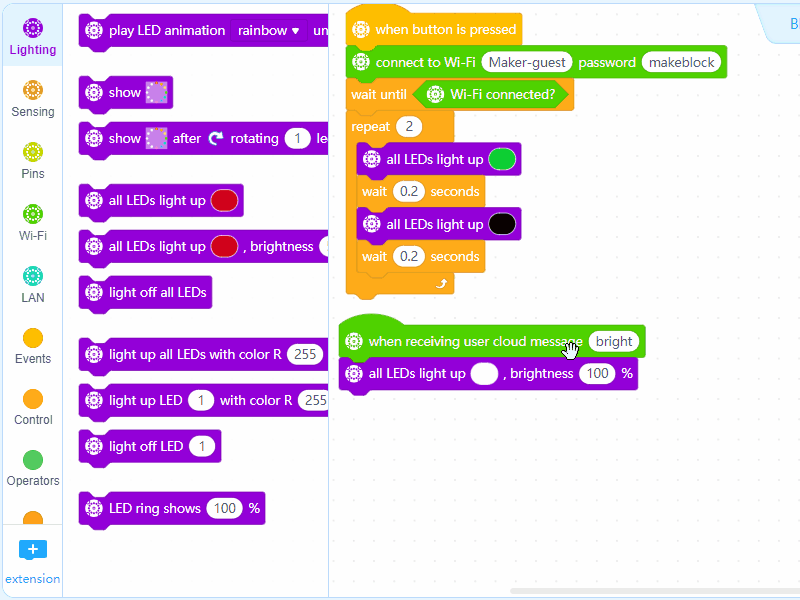 Lighting
Sensing
Pins
Wi-Fi
LAN
Events
Control
Operators
extension
play LED animation rainbow
show
show after rotating 1
all LEDs light up
all LEDs light up , brightness
light off all LEDs
light up all LEDs with color R 255
light up LED 1 with color R 255
light off LED 1
LED ring shows 100 %
when button is pressed
connect to Wi-Fi Maker-guest password makeblock
wait until Wi-Fi connected?
repeat 2
all LEDs light up
wait 0.2 seconds
all LEDs light up
wait 0.2 seconds
when receiving user cloud message bright
all LEDs light up , brightness 100 %